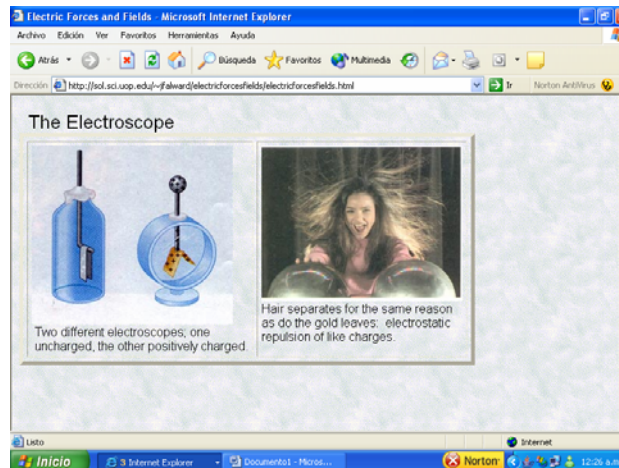 Electric Forces and Fields - Microsoft Internet Explorer
Archivo Edición Ver Favoritos Herramientas Ayuda
Atrás Búsqueda Favoritos Multimedia
Dirección http://sol.sci.uop.edu/~jfalward/electricforcesfields/electricforcesfields.html Ir Norton AntiVirus
The Electroscope
Two different electroscopes; one
uncharged, the other positively charged.
Hair separates for the same reason
as do the gold leaves: electrostatic
repulsion of like charges.
Listo Internet
Inicio 3 Internet Explorer Documento1 - Micros... Norton 12:26 a.m.